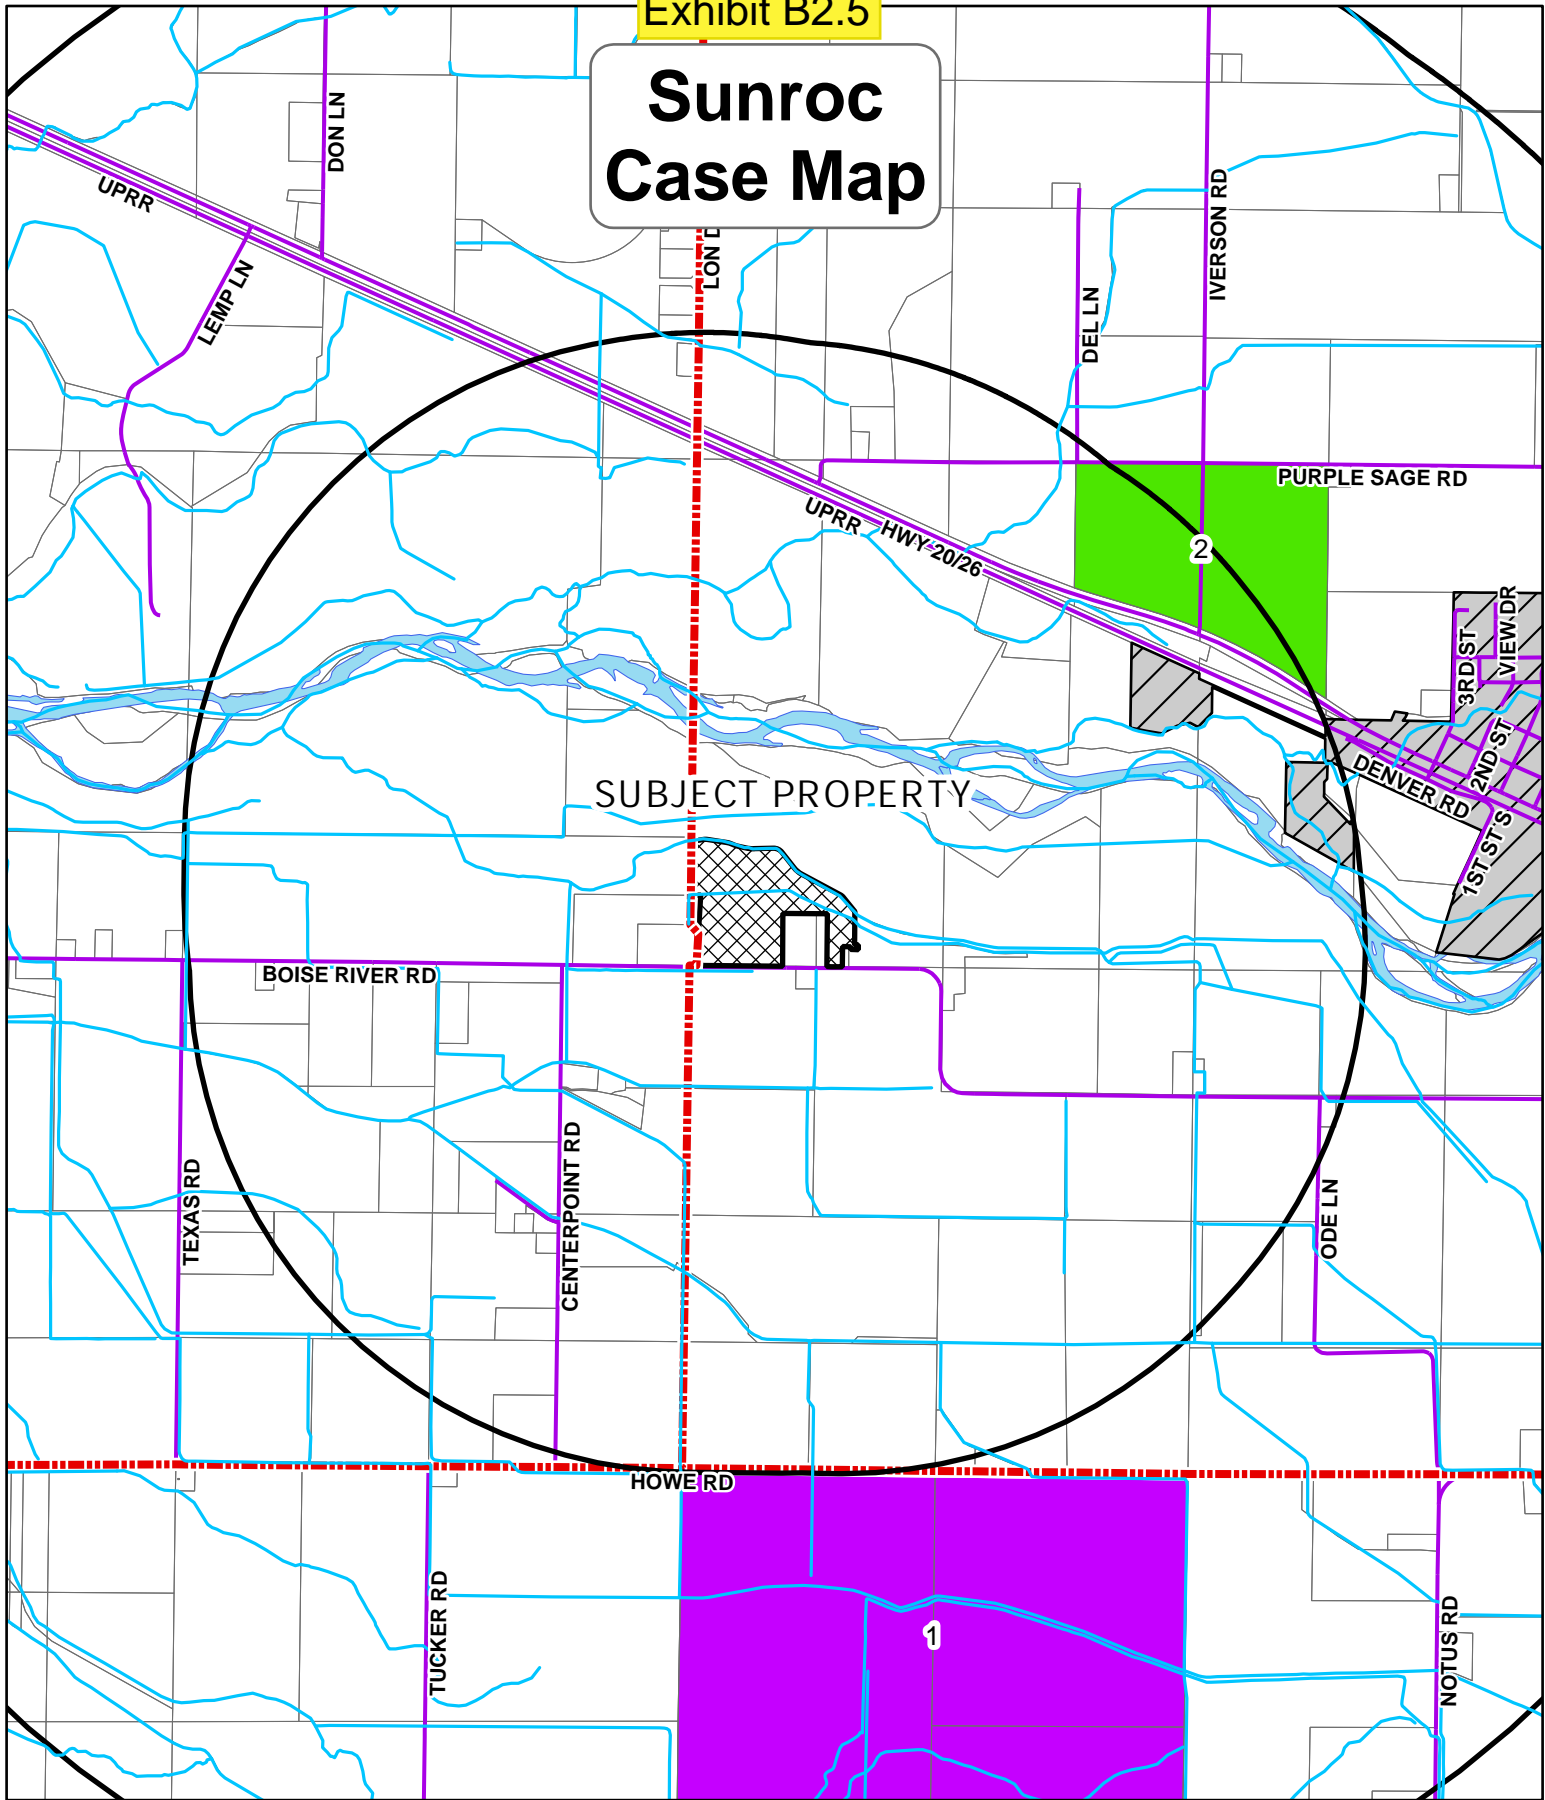 Exhibit B2.5
Sunroc
Case Map
DON LN
UPRR
LEMP LN
LON D
IVERSON RD
DEL LN
PURPLE SAGE RD
UPRR
HWY 20/26
2
VIEW DR
3RD ST
2ND ST
DENVER RD
1ST ST S
SUBJECT PROPERTY
BOISE RIVER RD
TEXAS RD
CENTERPOINT RD
ODE LN
HOWE RD
TUCKER RD
1
NOTUS RD